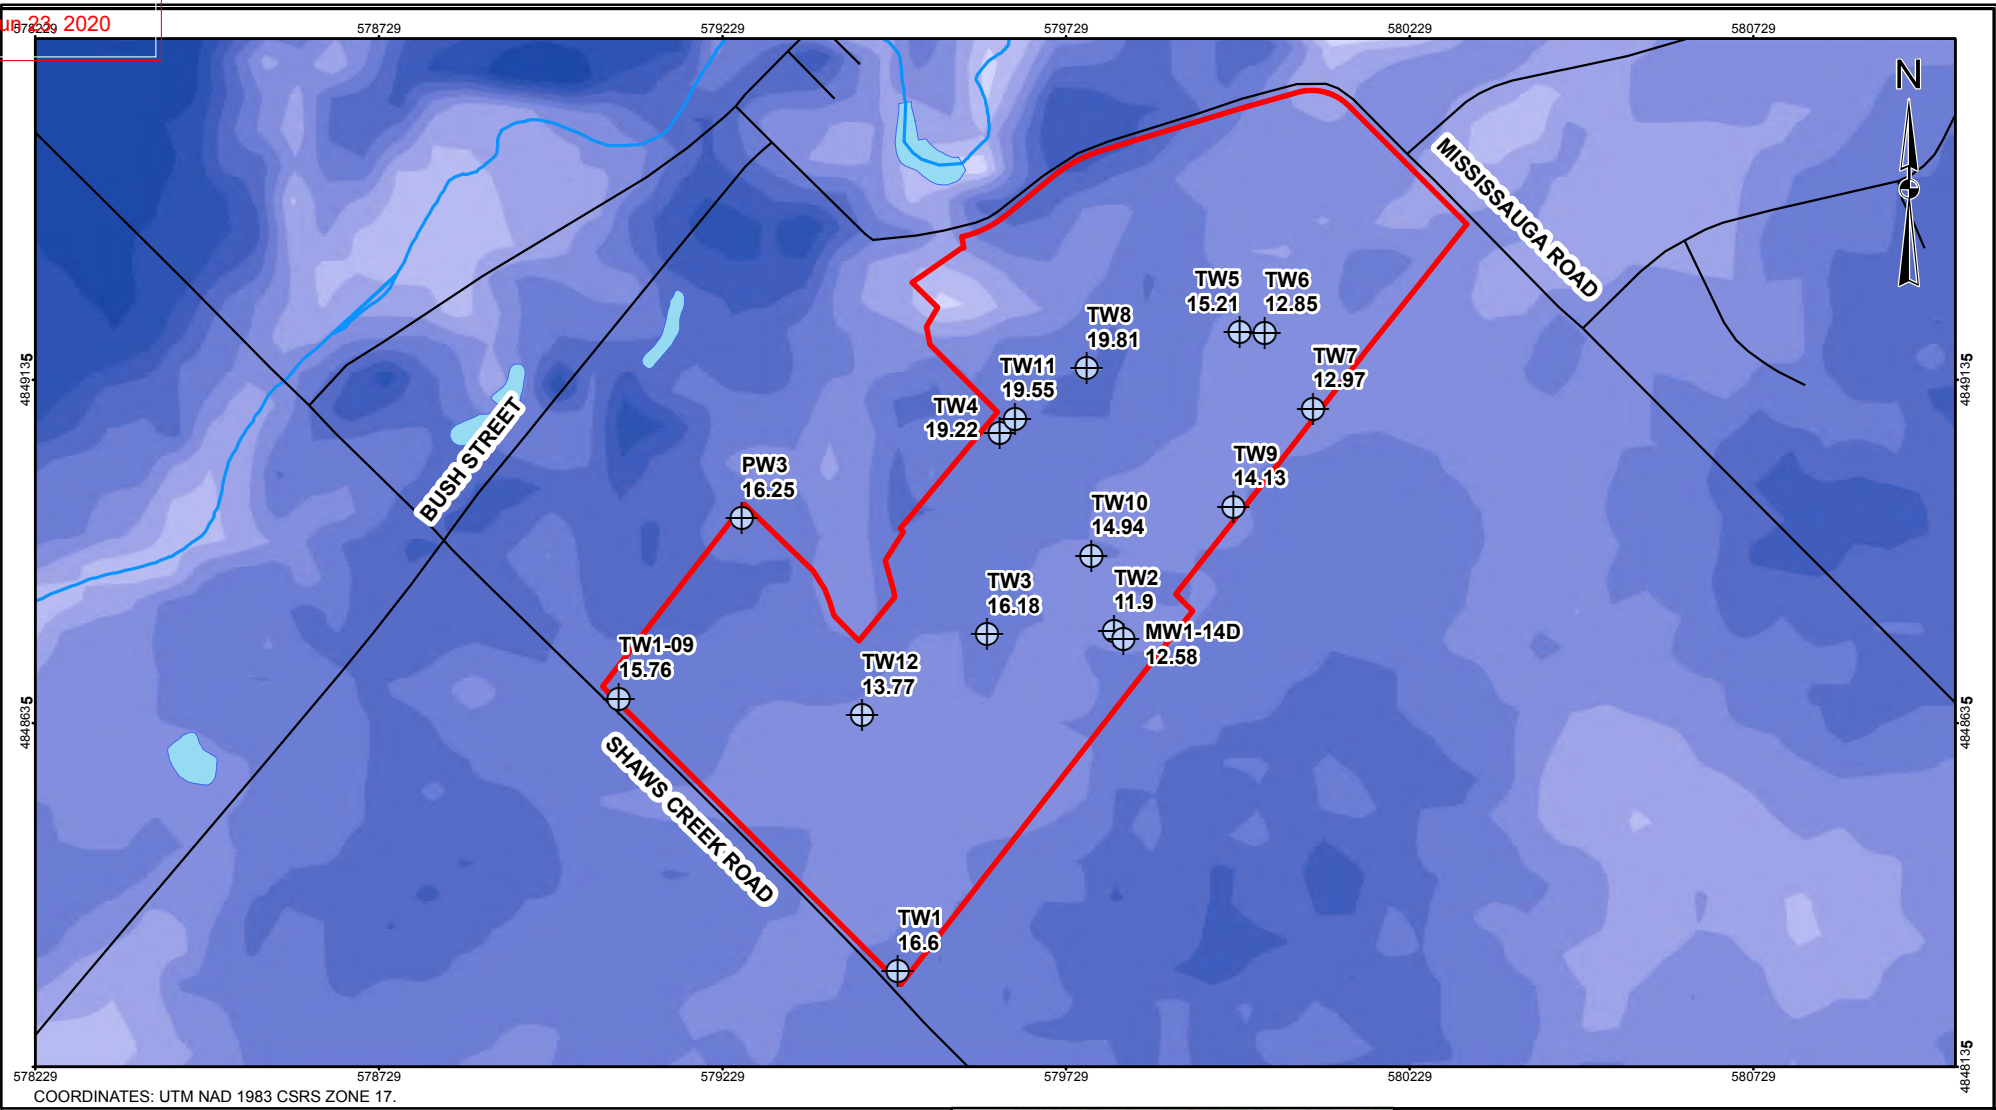 un 23, 2020
578229
578729
579229
579729
580229
580729
N
MISSISSAUGA ROAD
TW5
15.21
TW6
12.85
TW8
19.81
TW7
12.97
TW11
19.55
TW4
19.22
4849135
4849135
BUSH STREET
PW3
16.25
TW9
14.13
TW10
14.94
TW3
16.18
TW2
11.9
MW1-14D
12.58
TW1-09
15.76
TW12
13.77
4848635
4848635
SHAWS CREEK ROAD
TW1
16.6
4848135
578229
578729
579229
579729
580229
580729
COORDINATES: UTM NAD 1983 CSRS ZONE 17.